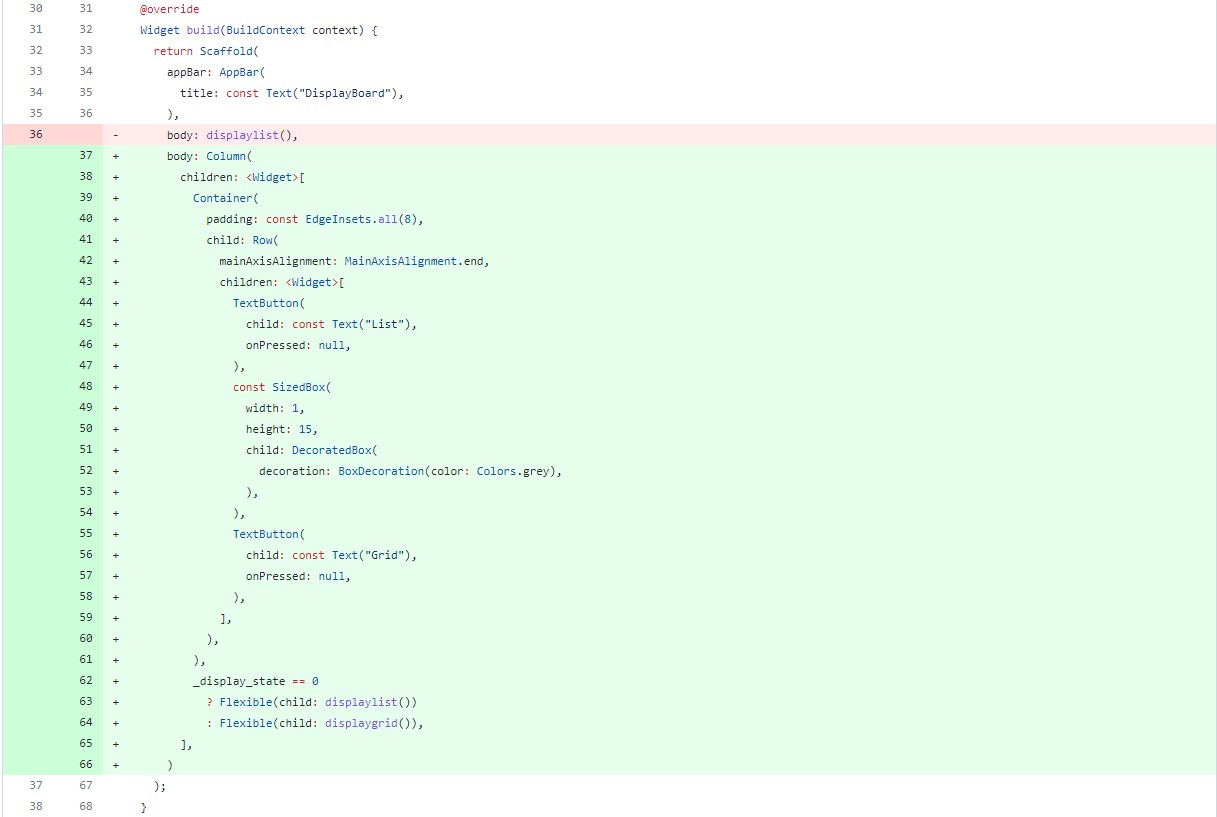 30 31 @override
31 32 Widget build(BuildContext context) {
32 33 return Scaffold(
33 34 appBar: AppBar(
34 35 title: const Text("DisplayBoard"),
35 36 ),
36 - body: displaylist(),
37 + body: Column(
38 + children: <Widget>[
39 + Container(
40 + padding: const EdgeInsets.all(8),
41 + child: Row(
42 + mainAxisAlignment: MainAxisAlignment.end,
43 + children: <Widget>[
44 + TextButton(
45 + child: const Text("List"),
46 + onPressed: null,
47 + ),
48 + const SizedBox(
49 + width: 1,
50 + height: 15,
51 + child: DecoratedBox(
52 + decoration: BoxDecoration(color: Colors.grey),
53 + ),
54 + ),
55 + TextButton(
56 + child: const Text("Grid"),
57 + onPressed: null,
58 + ),
59 + ],
60 + ),
61 + ),
62 + _display_state == 0
63 + ? Flexible(child: displaylist())
64 + : Flexible(child: displaygrid()),
65 + ],
66 + )
37 67 );
38 68 }